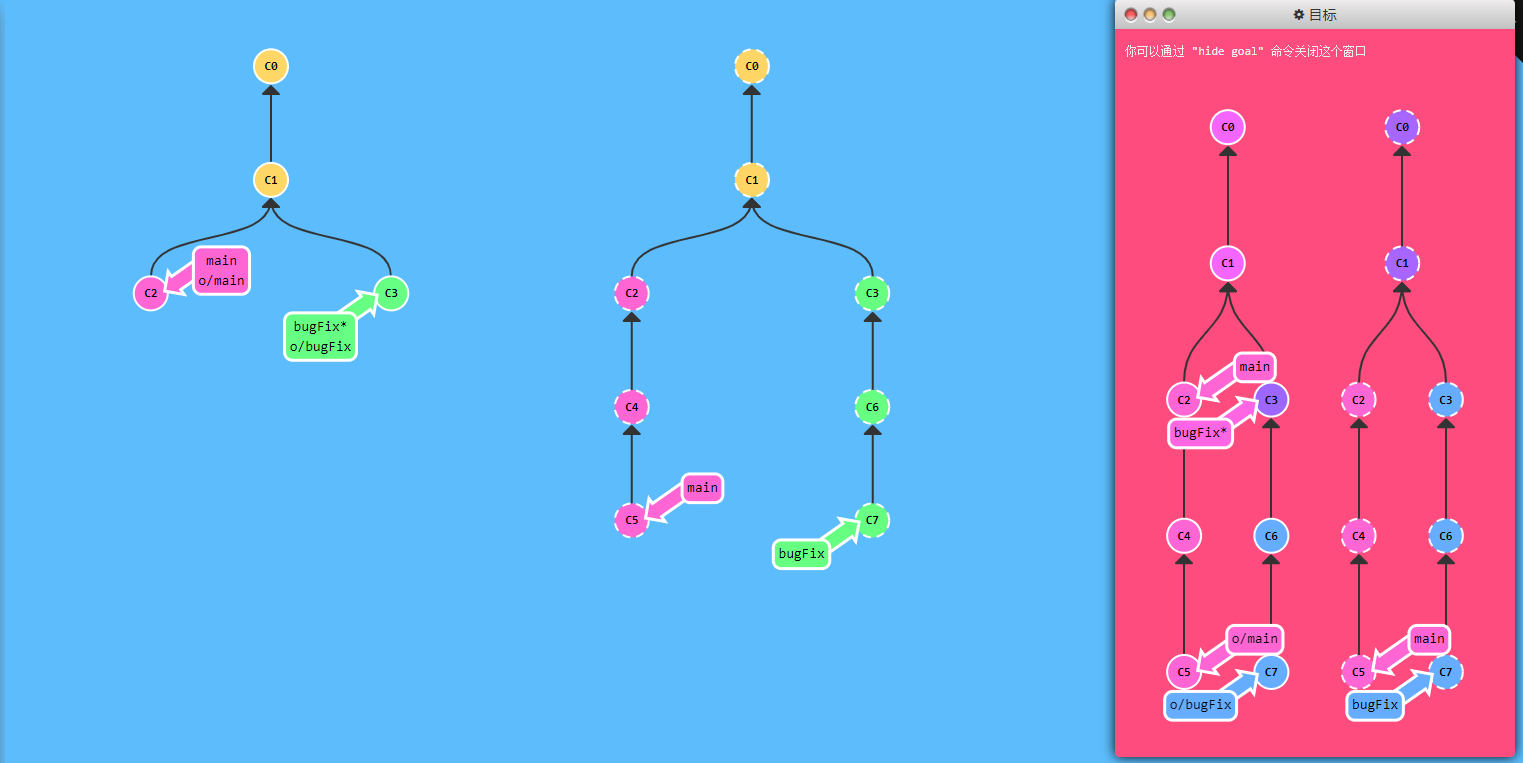 C0
C1
main
o/main
C2
C3
bugFix*
o/bugFix
C0
C1
C2
C3
C4
C6
main
C5
C7
bugFix
目标
你可以通过 "hide goal" 命令关闭这个窗口
C0
C1
main
C2
C3
bugFix*
C4
C6
o/main
C5
C7
o/bugFix
C0
C1
C2
C3
C4
C6
main
C5
C7
bugFix